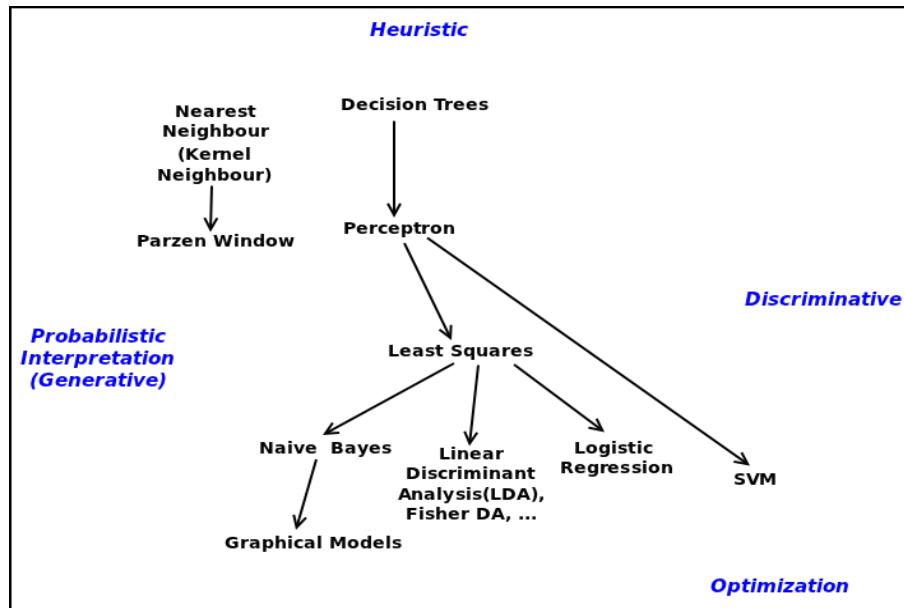 Heuristic
Decision Trees
Nearest
Neighbour
(Kernel
Neighbour)
Perceptron
Parzen Window
Discriminative
Probabilistic
Interpretation
(Generative)
Least Squares
Naive Bayes
Linear
Discriminant
Analysis(LDA),
Fisher DA, ...
Logistic
Regression
SVM
Graphical Models
Optimization